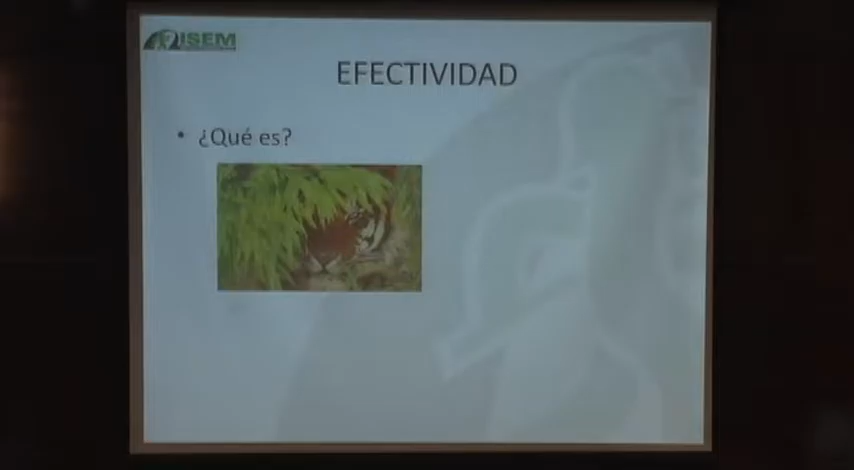 ISEM
EFECTIVIDAD
• ¿Qué es?